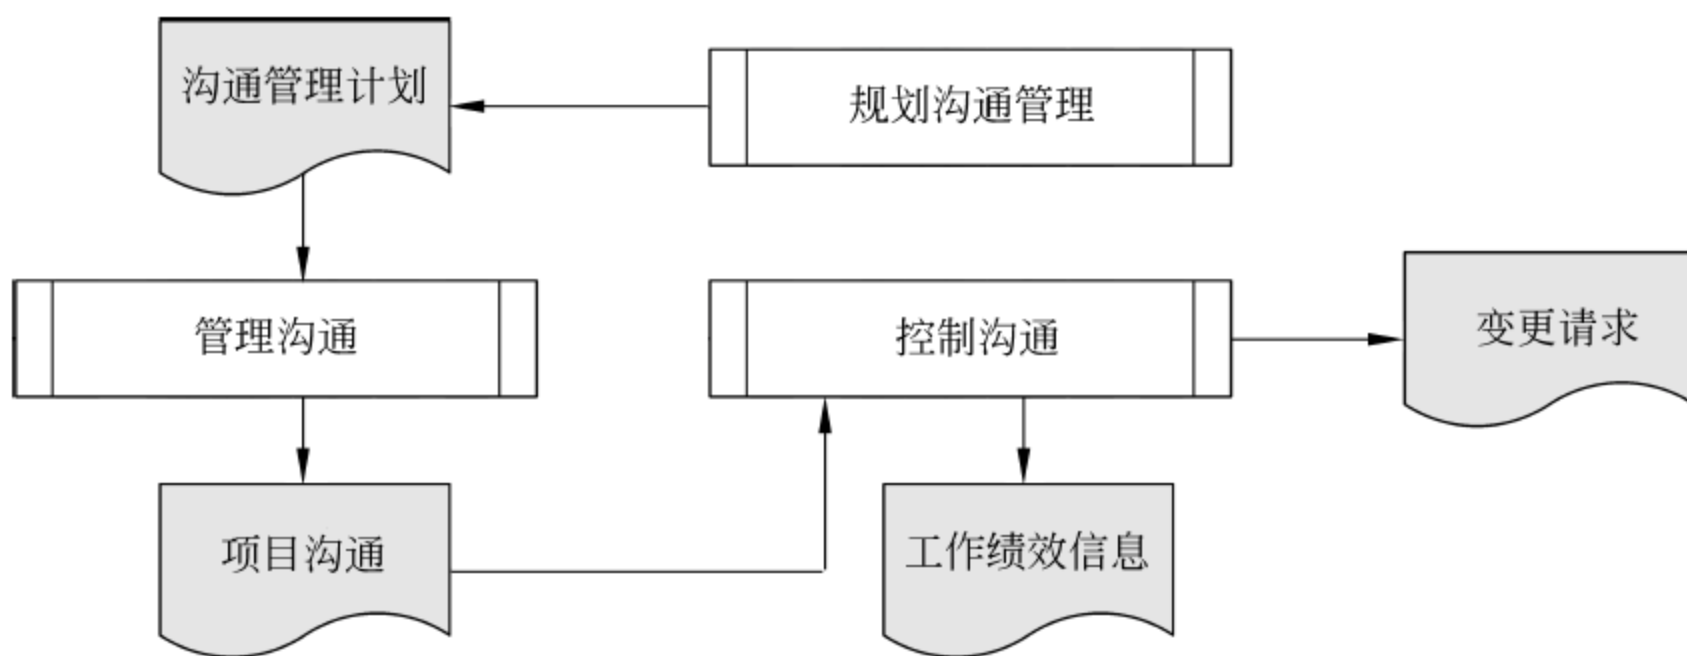 沟通管理计划
规划沟通管理
管理沟通
控制沟通
变更请求
项目沟通
工作绩效信息